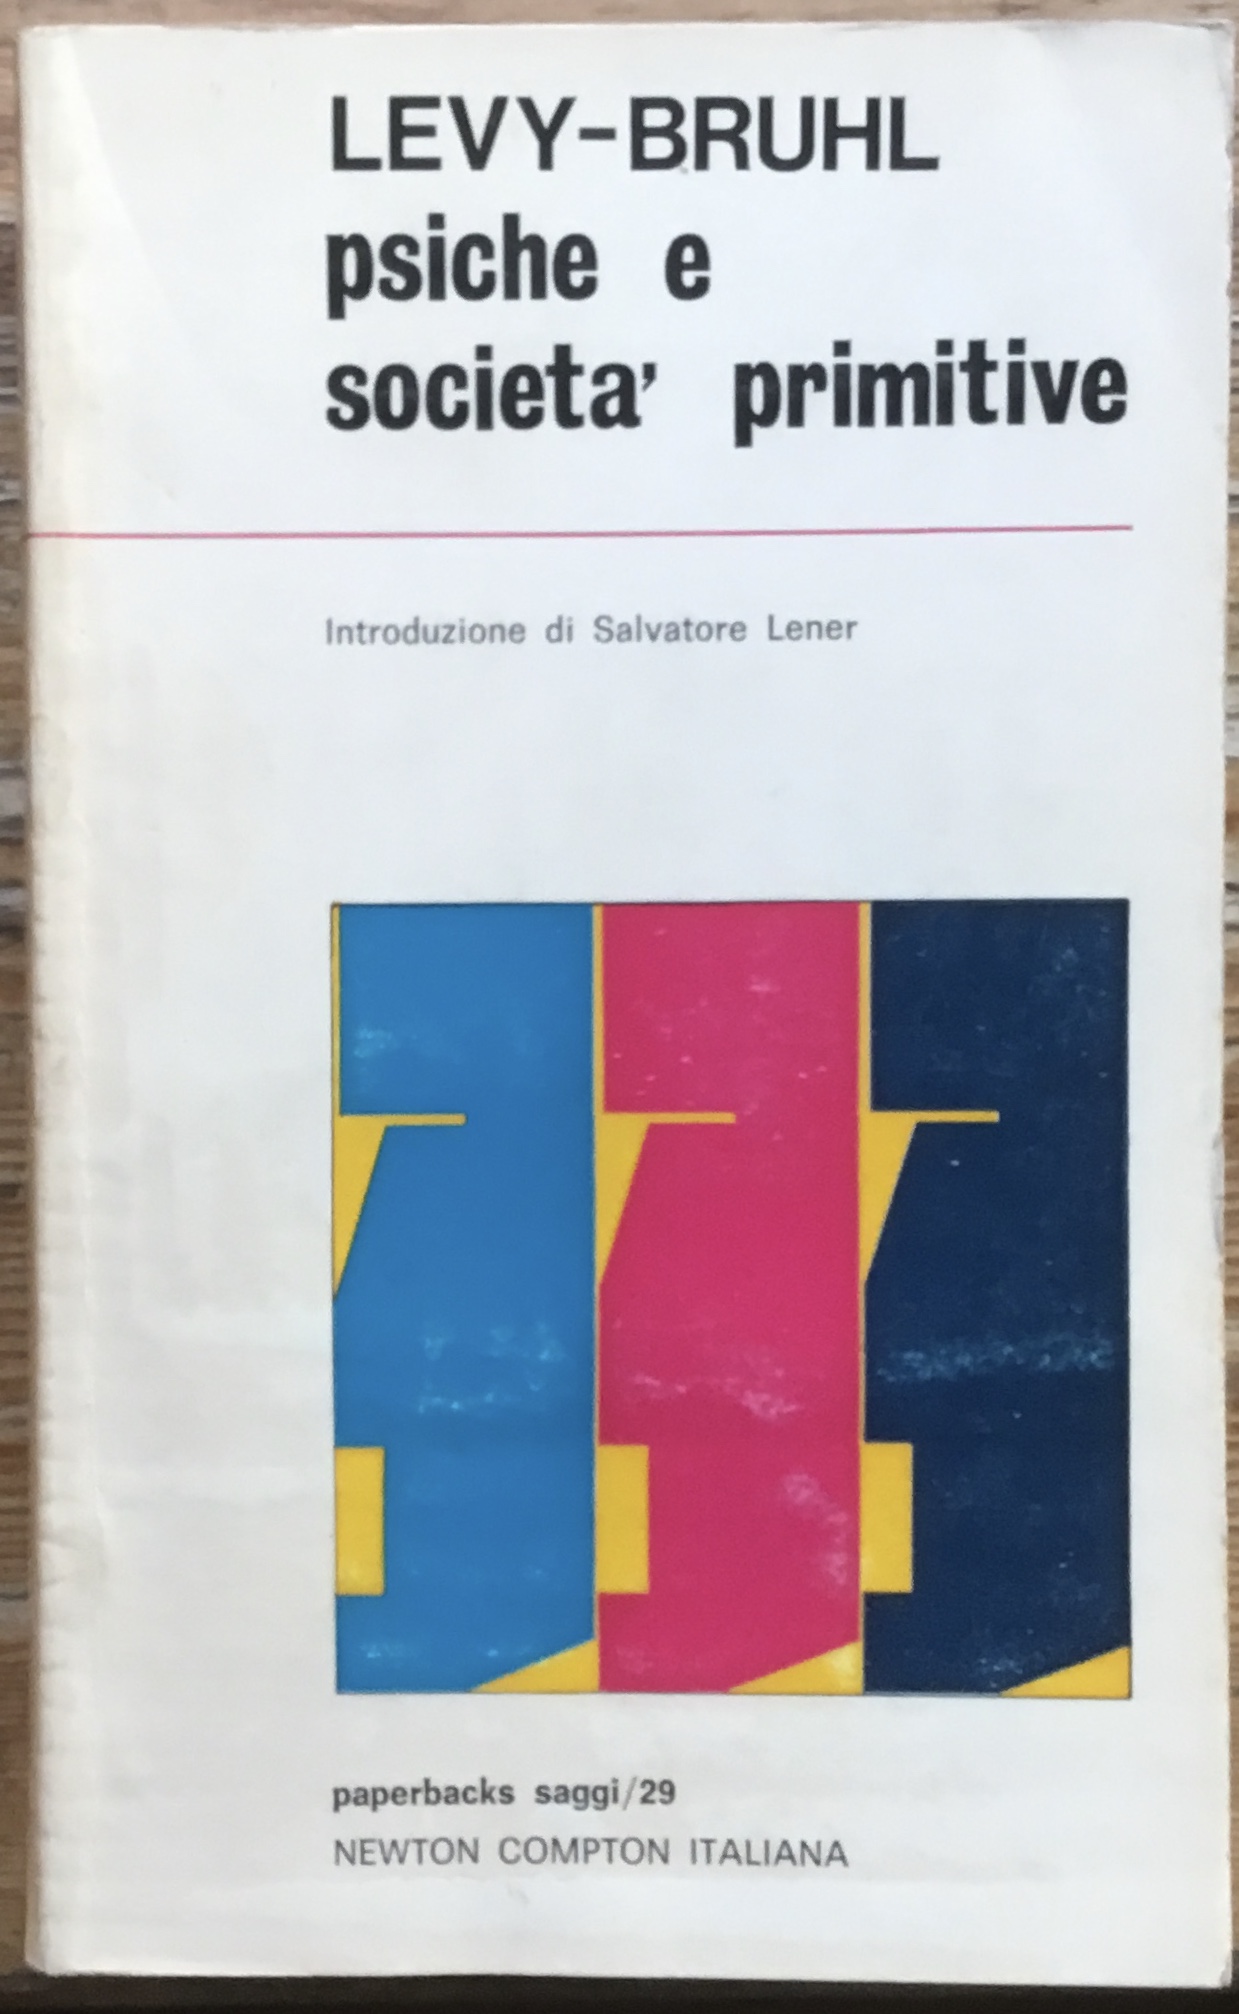 LEVY-BRUHL
psiche e
societa' primitive
Introduzione di Salvatore Lener
paperbacks saggi/29
NEWTON COMPTON ITALIANA